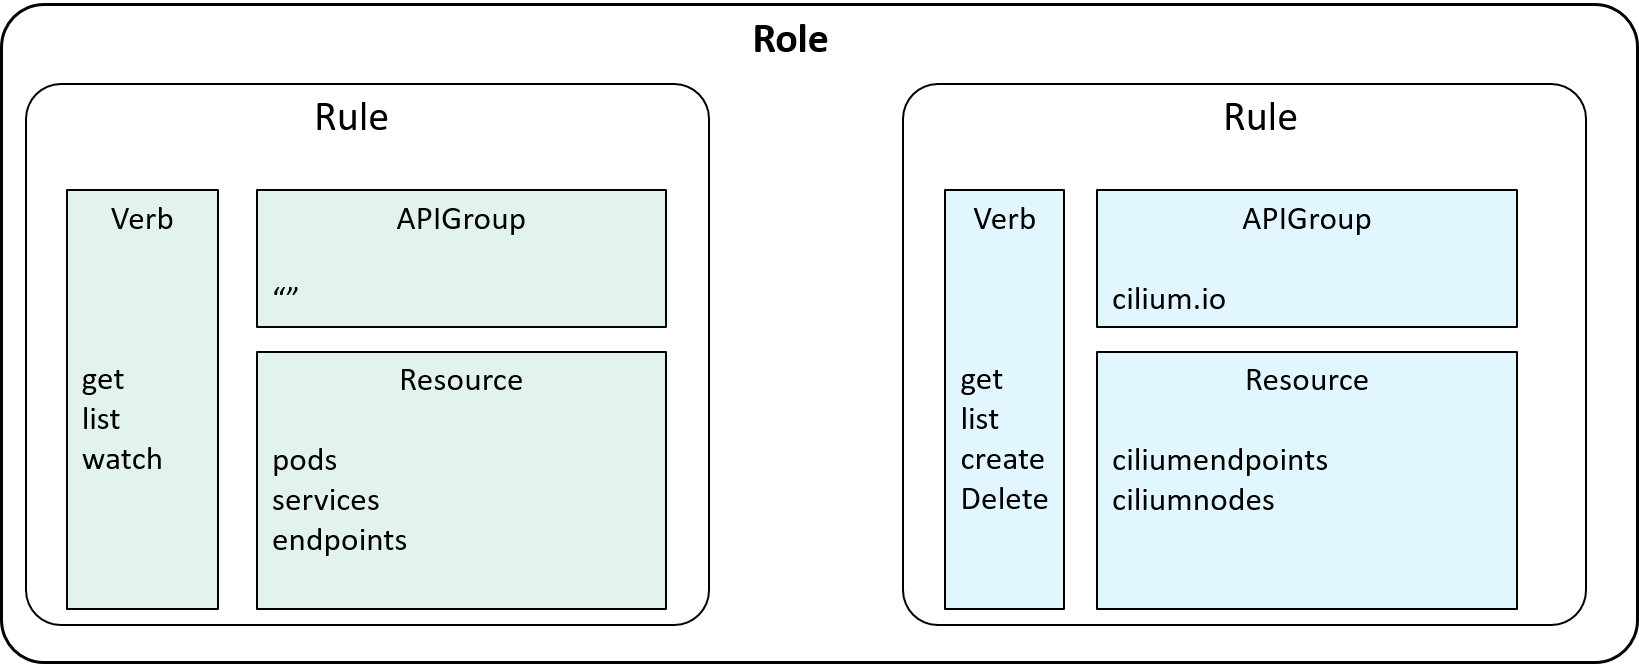 Role
Rule
Verb
get
list
watch
APIGroup
“”
Resource
pods
services
endpoints
Rule
Verb
get
list
create
Delete
APIGroup
cilium.io
Resource
ciliumendpoints
ciliumnodes